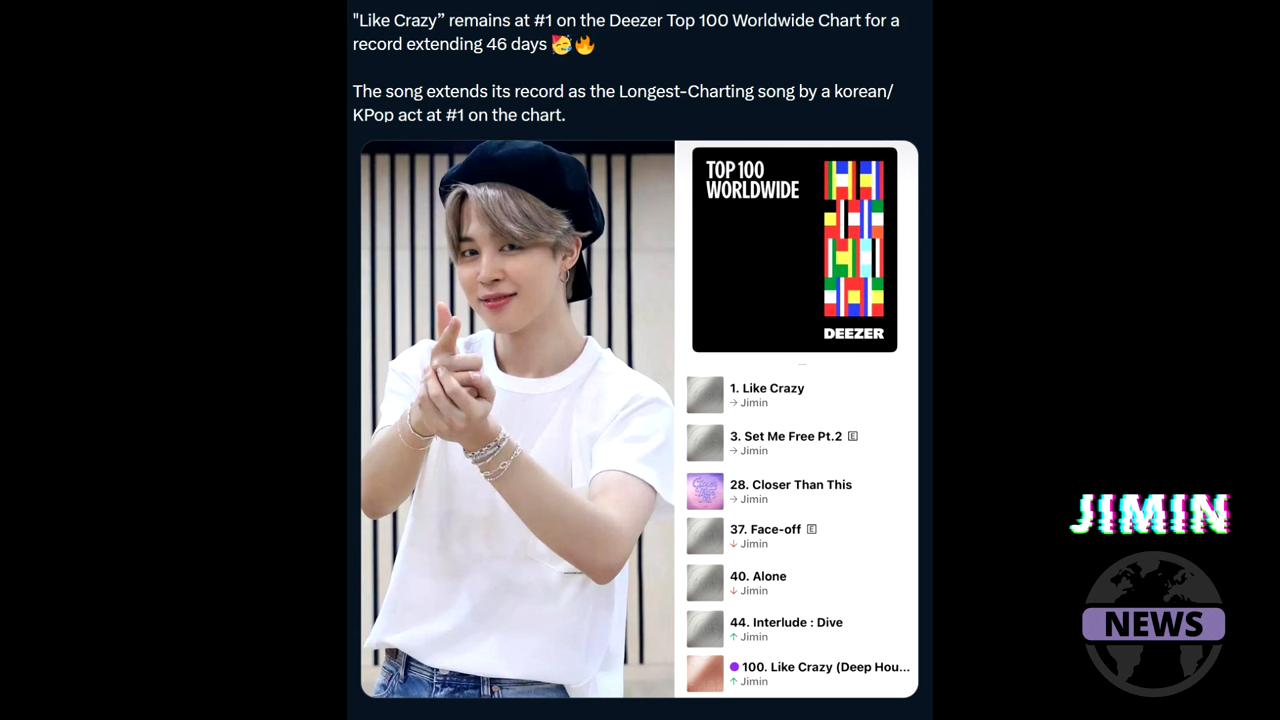 "Like Crazy” remains at #1 on the Deezer Top 100 Worldwide Chart for a
record extending 46 days 🥳🔥
The song extends its record as the Longest-Charting song by a korean/
KPop act at #1 on the chart.
TOP 100
WORLDWIDE
DEEZER
1. Like Crazy
→ Jimin
3. Set Me Free Pt.2 E
→ Jimin
28. Closer Than This
→ Jimin
37. Face-off E
↓ Jimin
40. Alone
↓ Jimin
44. Interlude : Dive
↑ Jimin
100. Like Crazy (Deep Hou...
↑ Jimin
JIMIN
NEWS